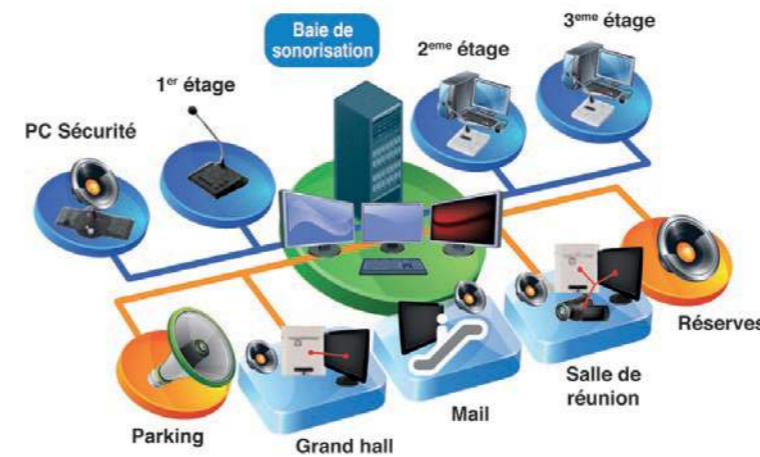 Baie de
sonorisation
3eme étage
2eme étage
1er étage
PC Sécurité
Réserves
Salle de
réunion
Mail
Parking
Grand hall